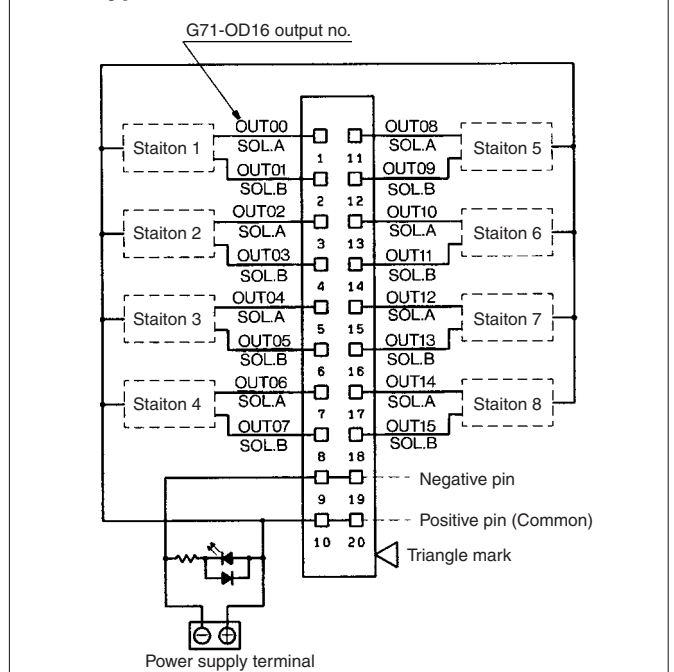 G71-OD16 output no.
OUT00
OUT08
Staiton 1
SOL.A
SOL.A
Staiton 5
1
11
OUT01
OUT09
SOL.B
SOL.B
2
12
OUT02
OUT10
Staiton 2
SOL.A
SOL.A
Staiton 6
3
13
OUT03
OUT11
SOL.B
SOL.B
4
14
OUT04
OUT12
Staiton 3
SOL.A
SOL.A
Staiton 7
5
15
OUT05
OUT13
SOL.B
SOL.B
6
16
OUT06
OUT14
Staiton 4
SOL.A
SOL.A
Staiton 8
7
17
OUT07
OUT15
SOL.B
SOL.B
8
18
Negative pin
9
19
Positive pin (Common)
10
20
Triangle mark
Power supply terminal